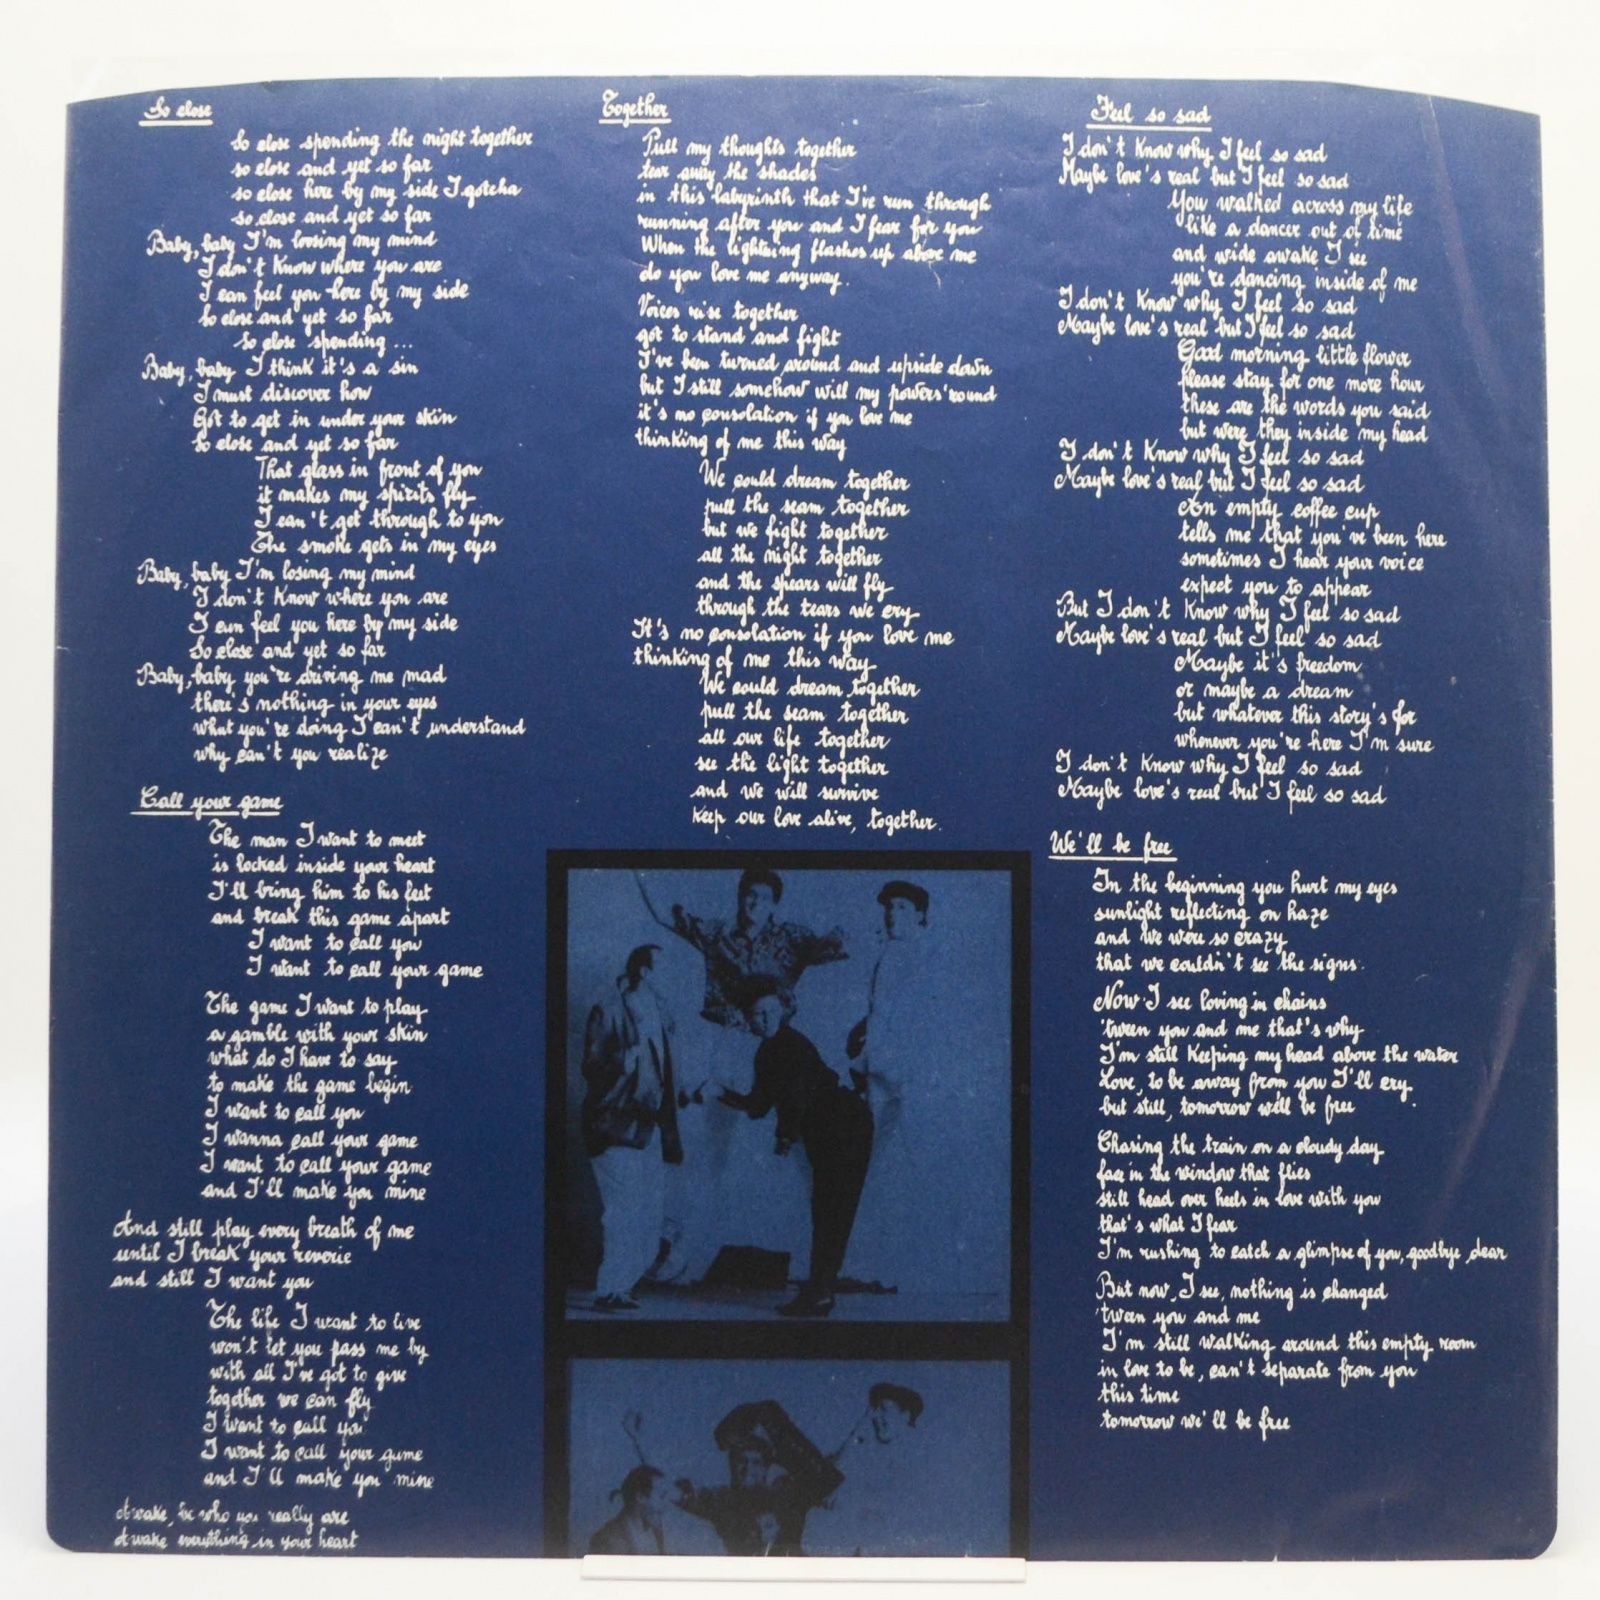 So close
So close spending the night together
so close and yet so far
so close here by my side I gotcha
so close and yet so far
Baby, baby I'm loosing my mind
I don't know where you are
I can feel you here by my side
So close and yet so far
So close spending ...
Baby, baby I think it's a sin
I must discover how
Got to get in under your skin
So close and yet so far
That glass in front of you
it makes my spirits fly
I can't get through to you
The smoke gets in my eyes
Baby, baby I'm losing my mind
I don't know where you are
I can feel you here by my side
So close and yet so far
Baby, baby you're driving me mad
there's nothing in your eyes
what you're doing I can't understand
why can't you realize
Call your game
The man I want to meet
is locked inside your heart
I'll bring him to his feet
and break this game apart
I want to call you
I want to call your game
The game I want to play
a gamble with your skin
what do I have to say
to make the game begin
I want to call you
I wanna call your game
I want to call your game
and I'll make you mine
And still play every breath of me
until I break your reverie
and still I want you
The life I want to live
won't let you pass me by
with all I've got to give
together we can fly
I want to call you
I want to call your game
and I'll make you mine
Awake, be who you really are
Awake everything in your heart
Together
Pull my thoughts together
tear away the shades
in this labyrinth that I've run through
running after you and I fear for you
When the lightning flashes up above me
do you love me anyway.
Voices rise together
got to stand and fight
I've been turned around and upside down
but I still somehow will my powers 'round
it's no consolation if you love me
thinking of me this way
We could dream together
pull the seam together
but we fight together
all the night together
and the spears will fly
through the tears we cry
It's no consolation if you love me
thinking of me this way
We could dream together
pull the seam together
all our life together
see the light together
and we will survive
keep our love alive, together.
Feel so sad
I don't know why I feel so sad
Maybe love's real but I feel so sad
You walked across my life
like a dancer out of time
and wide awake I see
you're dancing inside of me
I don't know why I feel so sad
Maybe love's real but I feel so sad
Good morning little flower
please stay for one more hour
these are the words you said
but were they inside my head
I don't know why I feel so sad
Maybe love's real but I feel so sad
An empty coffee cup
tells me that you've been here
sometimes I hear your voice
expect you to appear
But I don't know why I feel so sad
Maybe love's real but I feel so sad
Maybe it's freedom
or maybe a dream
but whatever this story's for
whenever you're here I'm sure
I don't know why I feel so sad
Maybe love's real but I feel so sad
We'll be free
In the beginning you hurt my eyes
sunlight reflecting on haze
and we were so crazy
that we couldn't see the signs.
Now I see loving in chains
'tween you and me that's why
I'm still keeping my head above the water
Love, to be away from you I'll cry.
but still, tomorrow we'll be free
Chasing the train on a cloudy day
face in the window that flies
still head over heels in love with you
that's what I fear
I'm rushing to catch a glimpse of you, goodbye, dear
But now, I see, nothing is changed
'tween you and me
I'm still walking around this empty room
in love to be, can't separate from you
this time
tomorrow we'll be free